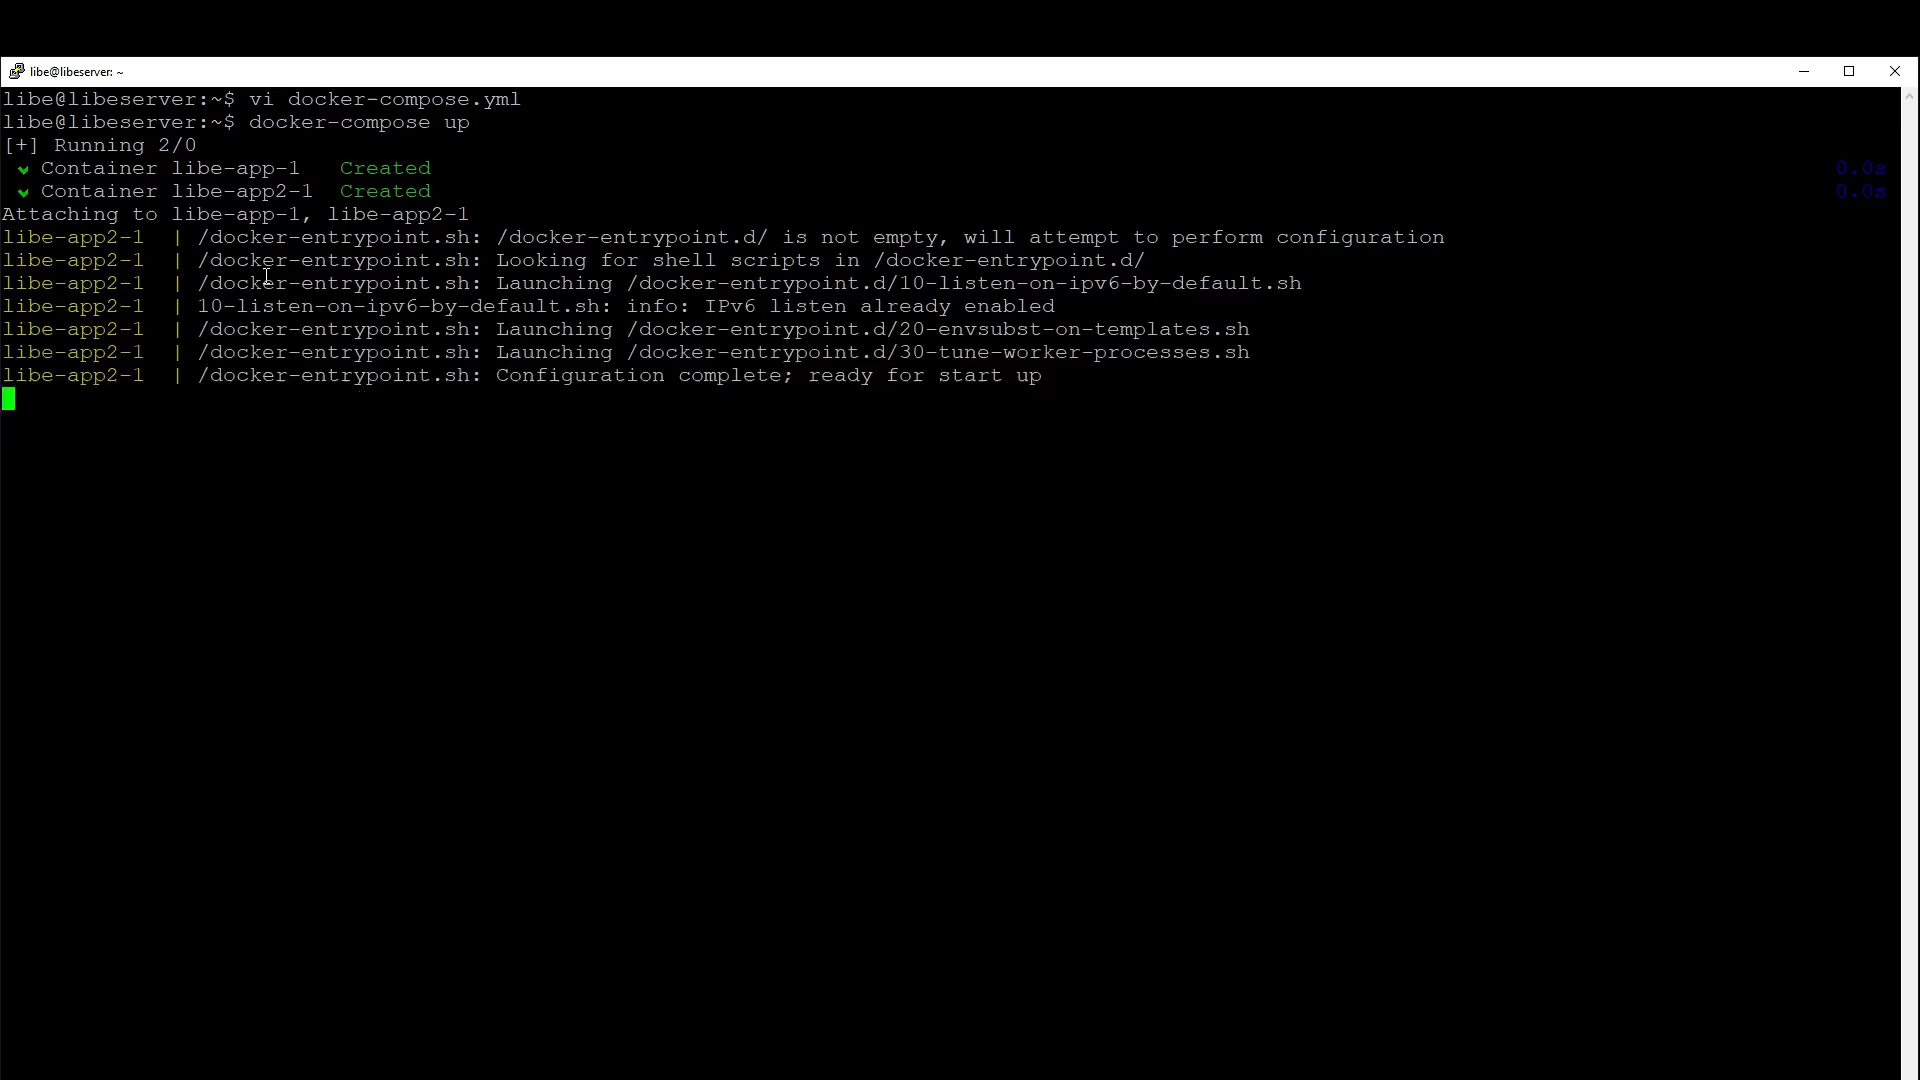 libe@libeserver: ~
libe@libeserver:~$ vi docker-compose.yml
libe@libeserver:~$ docker-compose up
[+] Running 2/0
✔ Container libe-app-1   Created   0.0s
✔ Container libe-app2-1  Created   0.0s
Attaching to libe-app-1, libe-app2-1
libe-app2-1  | /docker-entrypoint.sh: /docker-entrypoint.d/ is not empty, will attempt to perform configuration
libe-app2-1  | /docker-entrypoint.sh: Looking for shell scripts in /docker-entrypoint.d/
libe-app2-1  | /docker-entrypoint.sh: Launching /docker-entrypoint.d/10-listen-on-ipv6-by-default.sh
libe-app2-1  | 10-listen-on-ipv6-by-default.sh: info: IPv6 listen already enabled
libe-app2-1  | /docker-entrypoint.sh: Launching /docker-entrypoint.d/20-envsubst-on-templates.sh
libe-app2-1  | /docker-entrypoint.sh: Launching /docker-entrypoint.d/30-tune-worker-processes.sh
libe-app2-1  | /docker-entrypoint.sh: Configuration complete; ready for start up